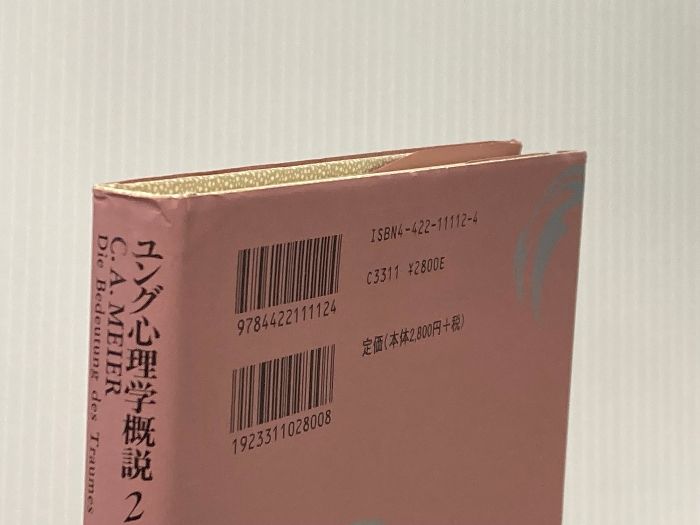 ユング心理学概説 2
C. A. MEIER
Die Bedeutung des Traumes
ISBN4-422-11112-4
C3311 ¥2800E
9784422111124
定価(本体2,800円+税)
1923311028008